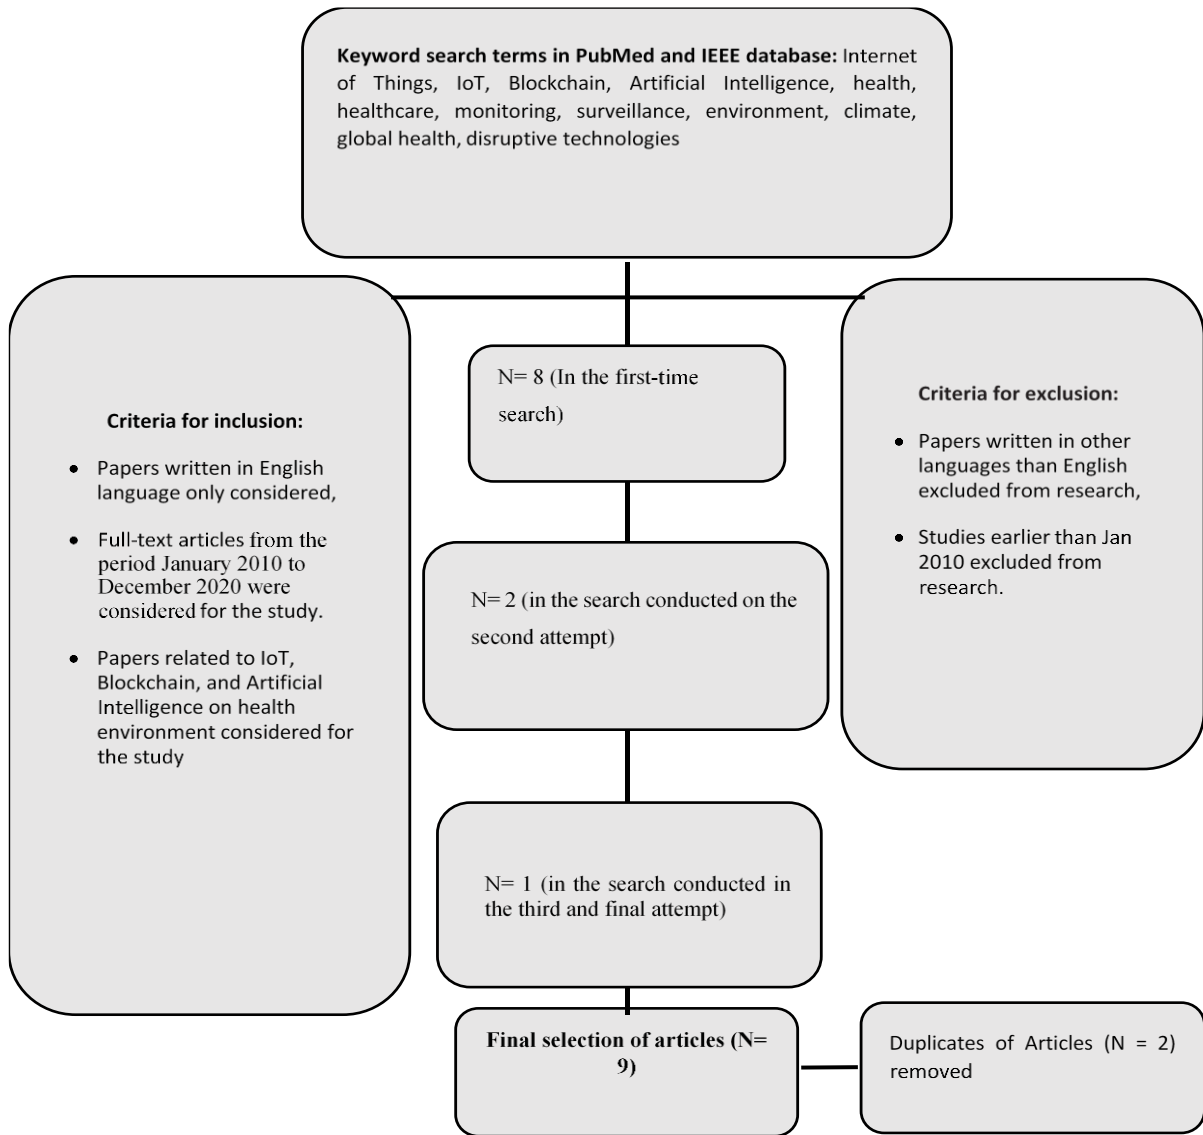 Keyword search terms in PubMed and IEEE database: Internet
of Things, IoT, Blockchain, Artificial Intelligence, health,
healthcare, monitoring, surveillance, environment, climate,
global health, disruptive technologies
Criteria for inclusion:
• Papers written in English
language only considered,
• Full-text articles from the
period January 2010 to
December 2020 were
considered for the study.
• Papers related to IoT,
Blockchain, and Artificial
Intelligence on health
environment considered for
the study
N= 8 (In the first-time
search)
N= 2 (in the search conducted on the
second attempt)
N= 1 (in the search conducted in
the third and final attempt)
Criteria for exclusion:
• Papers written in other
languages than English
excluded from research,
• Studies earlier than Jan
2010 excluded from
research.
Final selection of articles (N=
9)
Duplicates of Articles (N = 2)
removed